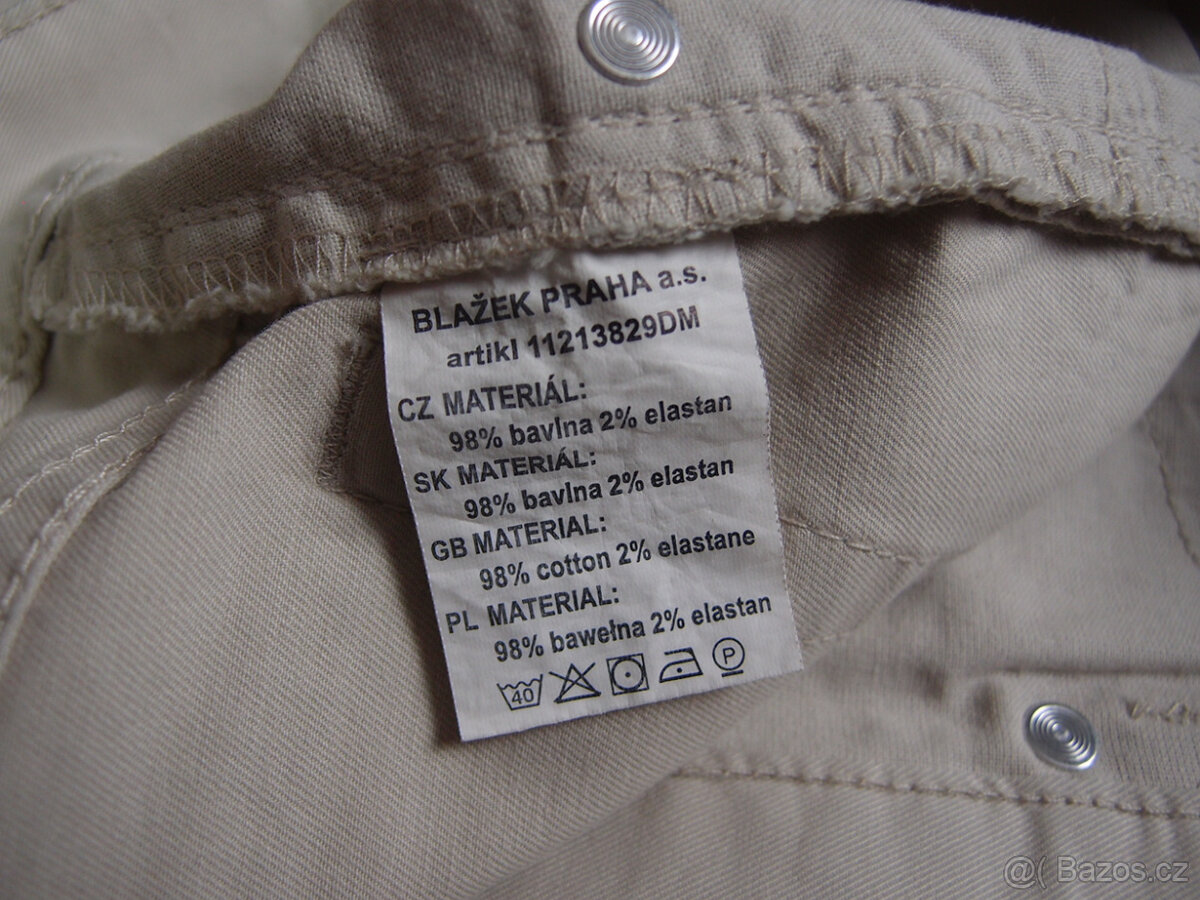 BLAŽEK PRAHA a.s.
artikl 11213829DM
CZ MATERIÁL:
98% bavlna 2% elastan
SK MATERIÁL:
98% bavlna 2% elastan
GB MATERIAL:
98% cotton 2% elastane
PL MATERIAL:
98% bawełna 2% elastan
40 P
@( Bazos.cz